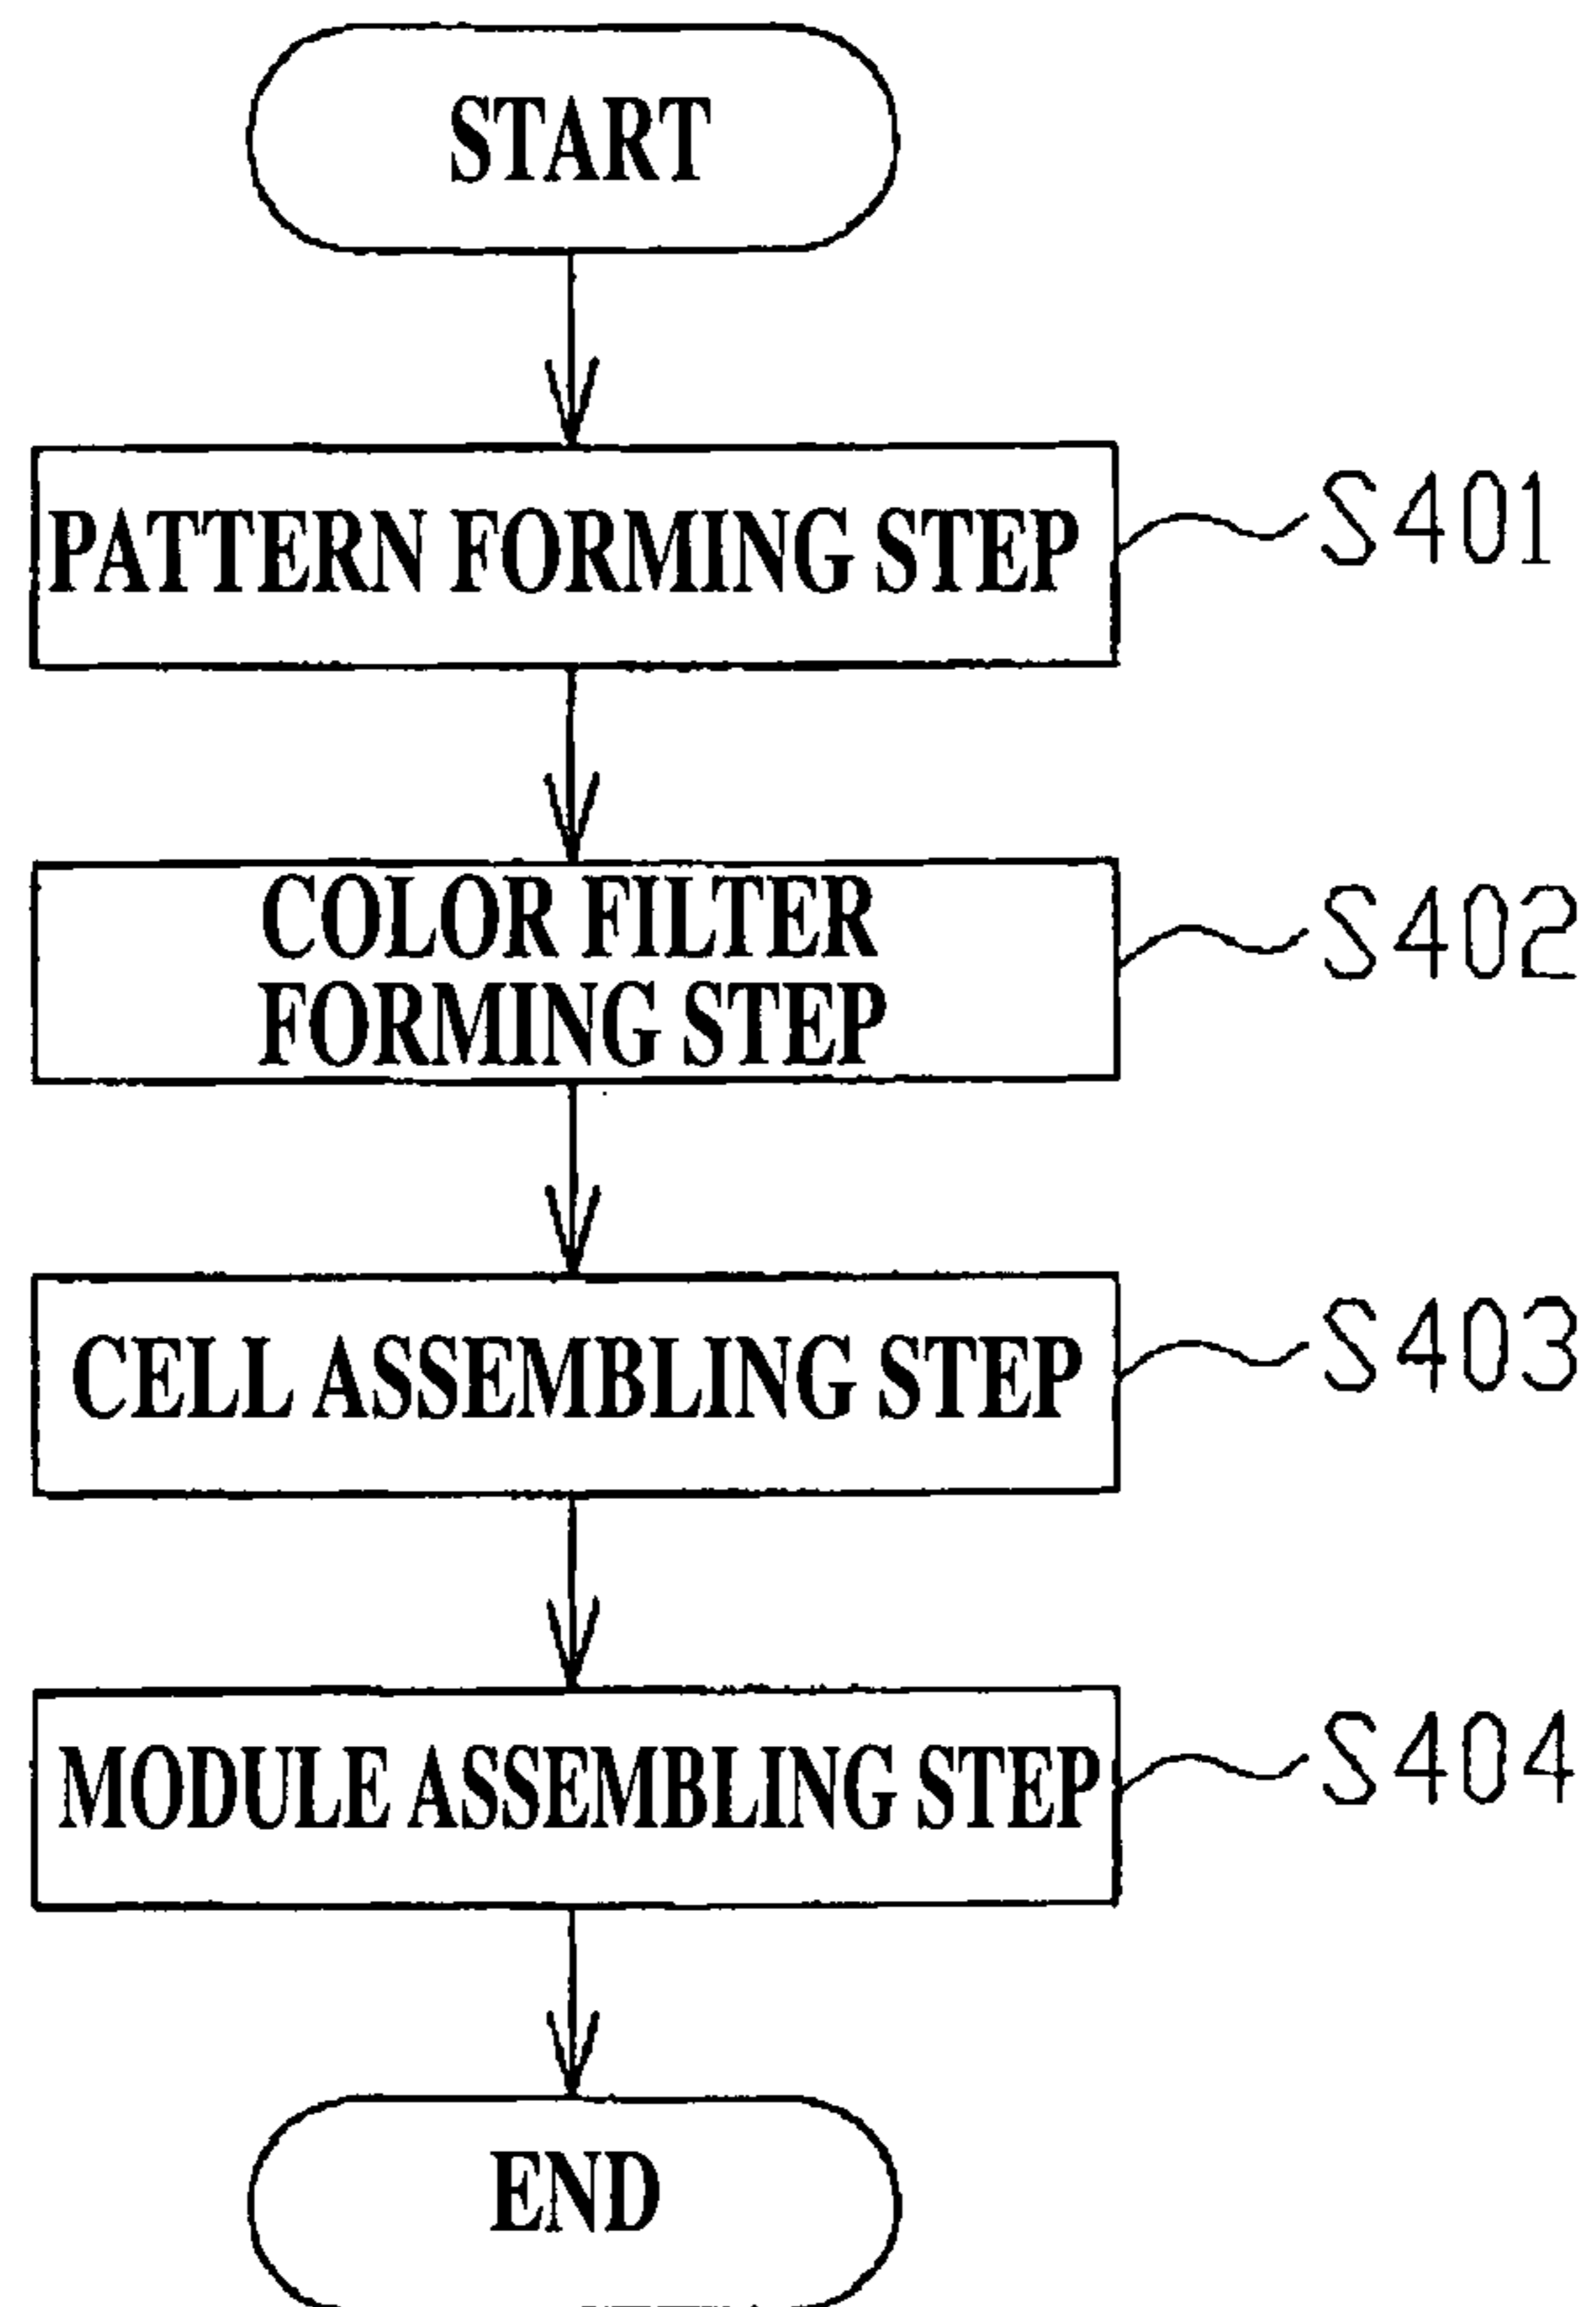 START
PATTERN FORMING STEP
S401
COLOR FILTER
FORMING STEP
S402
CELL ASSEMBLING STEP
S403
MODULE ASSEMBLING STEP
S404
END